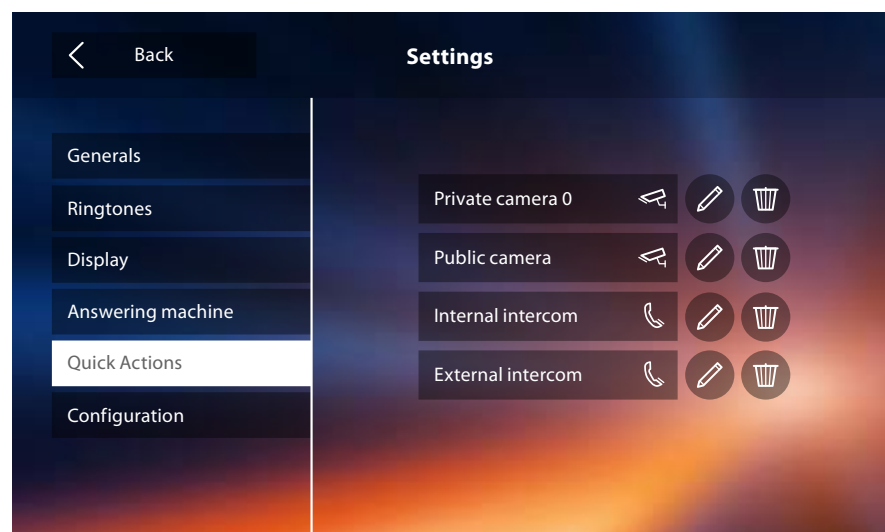 Back
Settings
Generals
Ringtones
Display
Answering machine
Quick Actions
Configuration
Private camera 0
Public camera
Internal intercom
External intercom